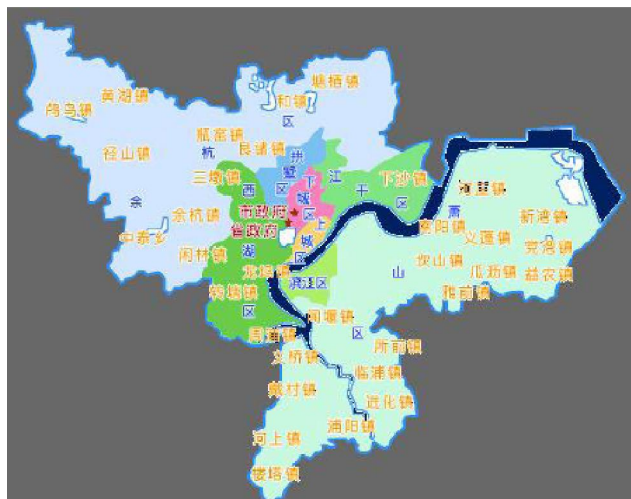 塘栖镇
黄湖镇
和镇
鸬鸟镇
瓶窑镇
区
良渚镇
径山镇
杭
拱墅区
三墩镇
西
下城区
江
干
下沙镇
区
余
余杭镇
市政府
省政府
上城区
中泰乡
闲林镇
湖
龙坞镇
滨江区
转塘镇
区
萧
衙阳镇
新湾镇
义蓬镇
党湾镇
坎山镇
瓜沥镇
益农镇
山
闻堰镇
区
所前镇
义桥镇
临浦镇
戴村镇
进化镇
浦阳镇
河上镇
楼塔镇